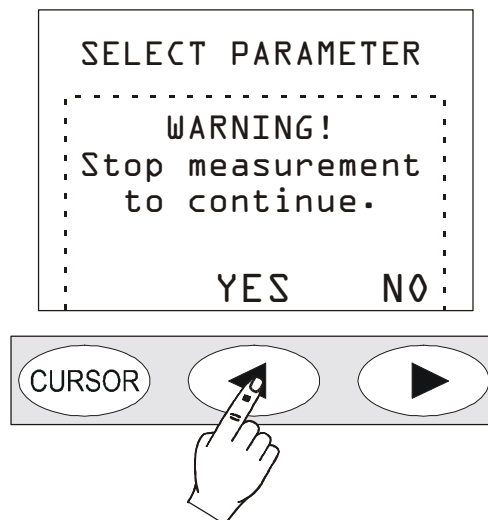 SELECT PARAMETER
WARNING!
Stop measurement
to continue.
YES NO
CURSOR